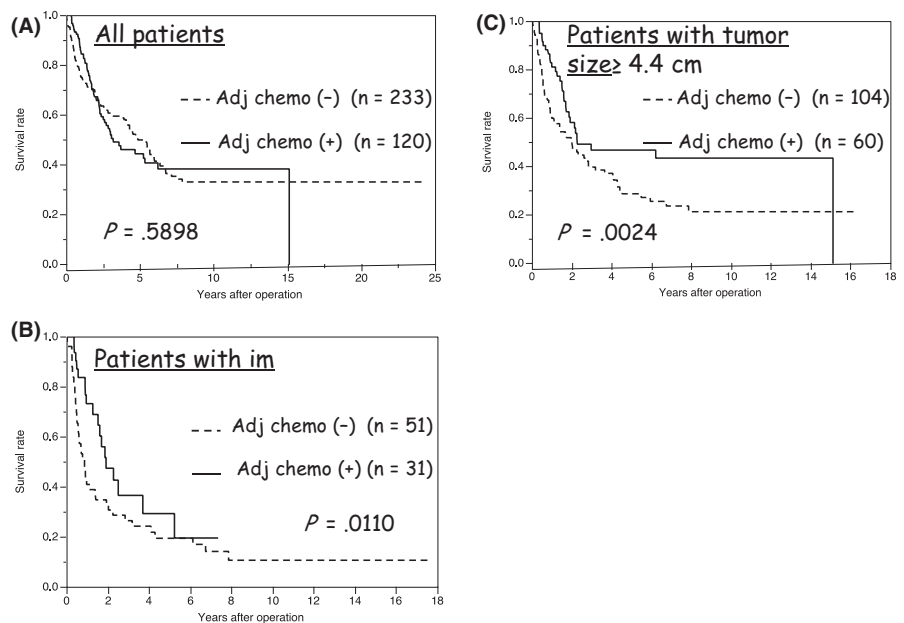 (A)
All patients
Adj chemo (–) (n = 233)
Adj chemo (+) (n = 120)
P = .5898
Survival rate
1.0
0.8
0.6
0.4
0.2
0.0
0 5 10 15 20 25
Years after operation
(C)
Patients with tumor
size≥ 4.4 cm
Adj chemo (–) (n = 104)
Adj chemo (+) (n = 60)
P = .0024
Survival rate
1.0
0.8
0.6
0.4
0.2
0.0
0 2 4 6 8 10 12 14 16 18
Years after operation
(B)
Patients with im
Adj chemo (–) (n = 51)
Adj chemo (+) (n = 31)
P = .0110
Survival rate
1.0
0.8
0.6
0.4
0.2
0.0
0 2 4 6 8 10 12 14 16 18
Years after operation